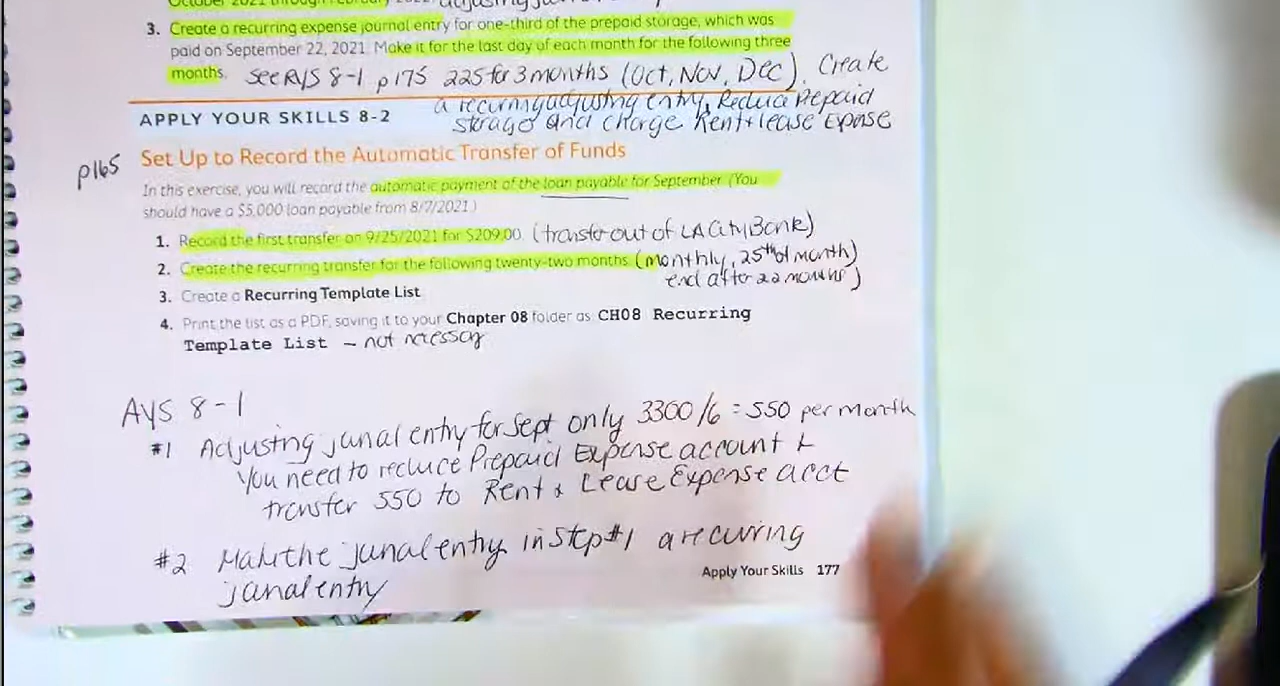 October 2021 through February 2022. adjusting
3. Create a recurring expense journal entry for one-third of the prepaid storage, which was
paid on September 22, 2021. Make it for the last day of each month for the following three
months. See AYS 8-1 p175 225 for 3 months (Oct, Nov, Dec). Create
a recurring adjusting entry. Reduce Prepaid
Storage and charge Rent + lease Expense
APPLY YOUR SKILLS 8-2
p165 Set Up to Record the Automatic Transfer of Funds
In this exercise, you will record the automatic payment of the loan payable for September. (You
should have a $5,000 loan payable from 8/7/2021.)
1. Record the first transfer on 9/25/2021 for $209.00. (transfer out of LA City Bank)
2. Create the recurring transfer for the following twenty-two months. (monthly, 25th of month)
end after 22 months)
3. Create a Recurring Template List
4. Print the list as a PDF, saving it to your Chapter 08 folder as: CH08 Recurring
Template List - not necessary
AYS 8-1
#1 Adjusting junal entry for Sept only 3300/6 = 550 per month
You need to reduce Prepaid Expense account &
transfer 550 to Rent & Lease Expense acct
#2 Make the junal entry in Step #1 a recurring
junal entry
Apply Your Skills 177